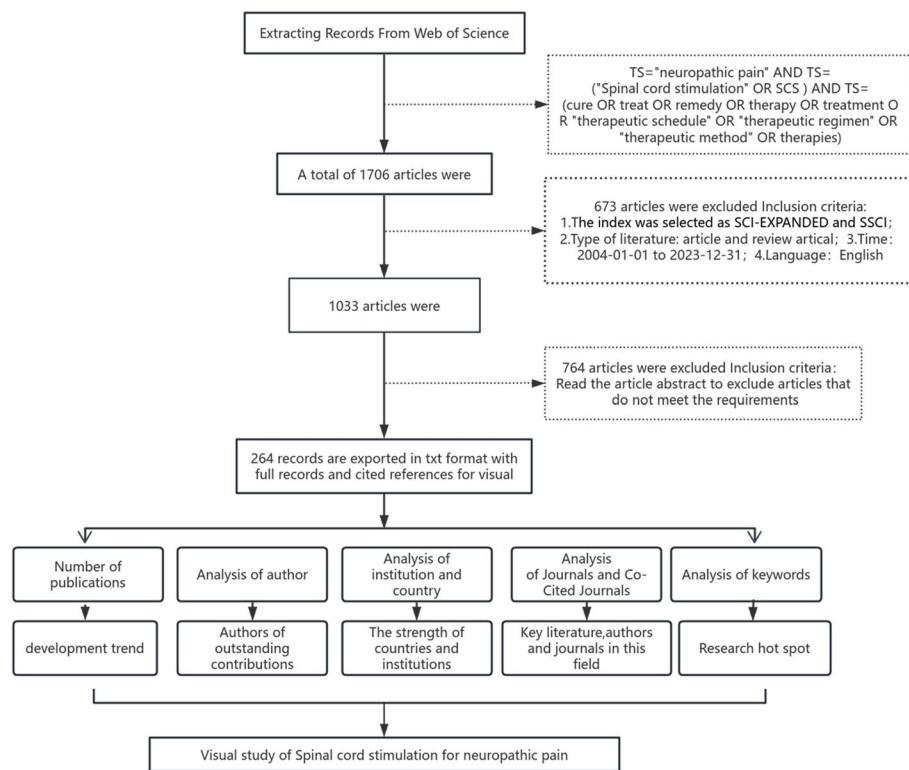 Extracting Records From Web of Science
TS="neuropathic pain" AND TS=
("Spinal cord stimulation" OR SCS ) AND TS=
(cure OR treat OR remedy OR therapy OR treatment O
R "therapeutic schedule" OR "therapeutic regimen" OR
"therapeutic method" OR therapies)
A total of 1706 articles were
673 articles were excluded Inclusion criteria:
1.The index was selected as SCI-EXPANDED and SSCI;
2.Type of literature: article and review artical; 3.Time:
2004-01-01 to 2023-12-31; 4.Language: English
1033 articles were
764 articles were excluded Inclusion criteria:
Read the article abstract to exclude articles that
do not meet the requirements
264 records are exported in txt format with
full records and cited references for visual
Number of
publications
Analysis of author
Analysis of
institution and
country
Analysis
of Journals and Co-
Cited Journals
Analysis of keywords
development trend
Authors of
outstanding
contributions
The strength of
countries and
institutions
Key literature,authors
and journals in this
field
Research hot spot
Visual study of Spinal cord stimulation for neuropathic pain